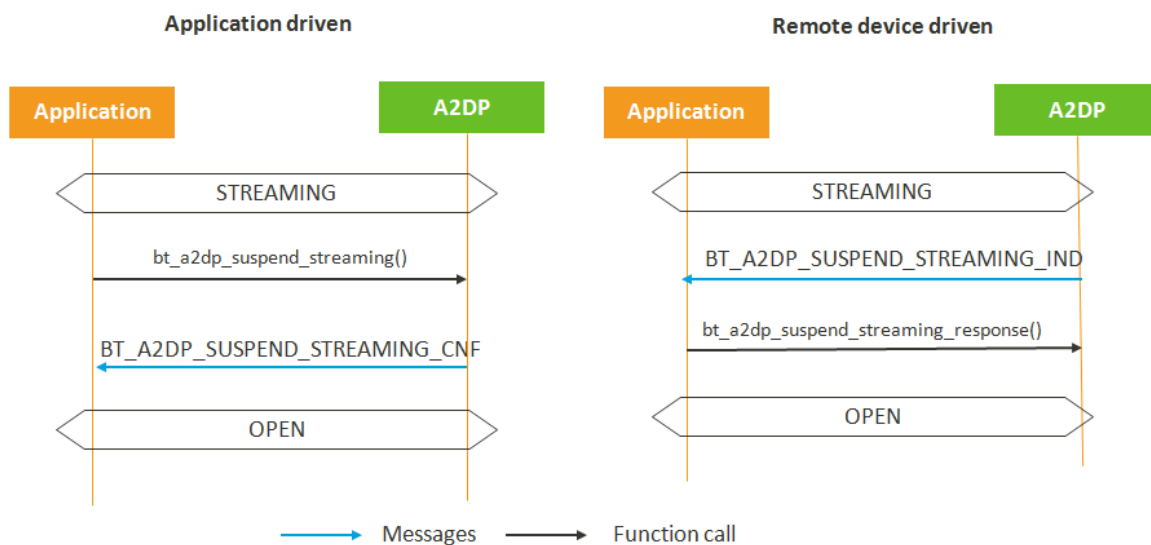 Application driven
Remote device driven
Application
A2DP
Application
A2DP
STREAMING
STREAMING
bt_a2dp_suspend_streaming()
BT_A2DP_SUSPEND_STREAMING_IND
bt_a2dp_suspend_streaming_response()
BT_A2DP_SUSPEND_STREAMING_CNF
OPEN
OPEN
Messages
Function call